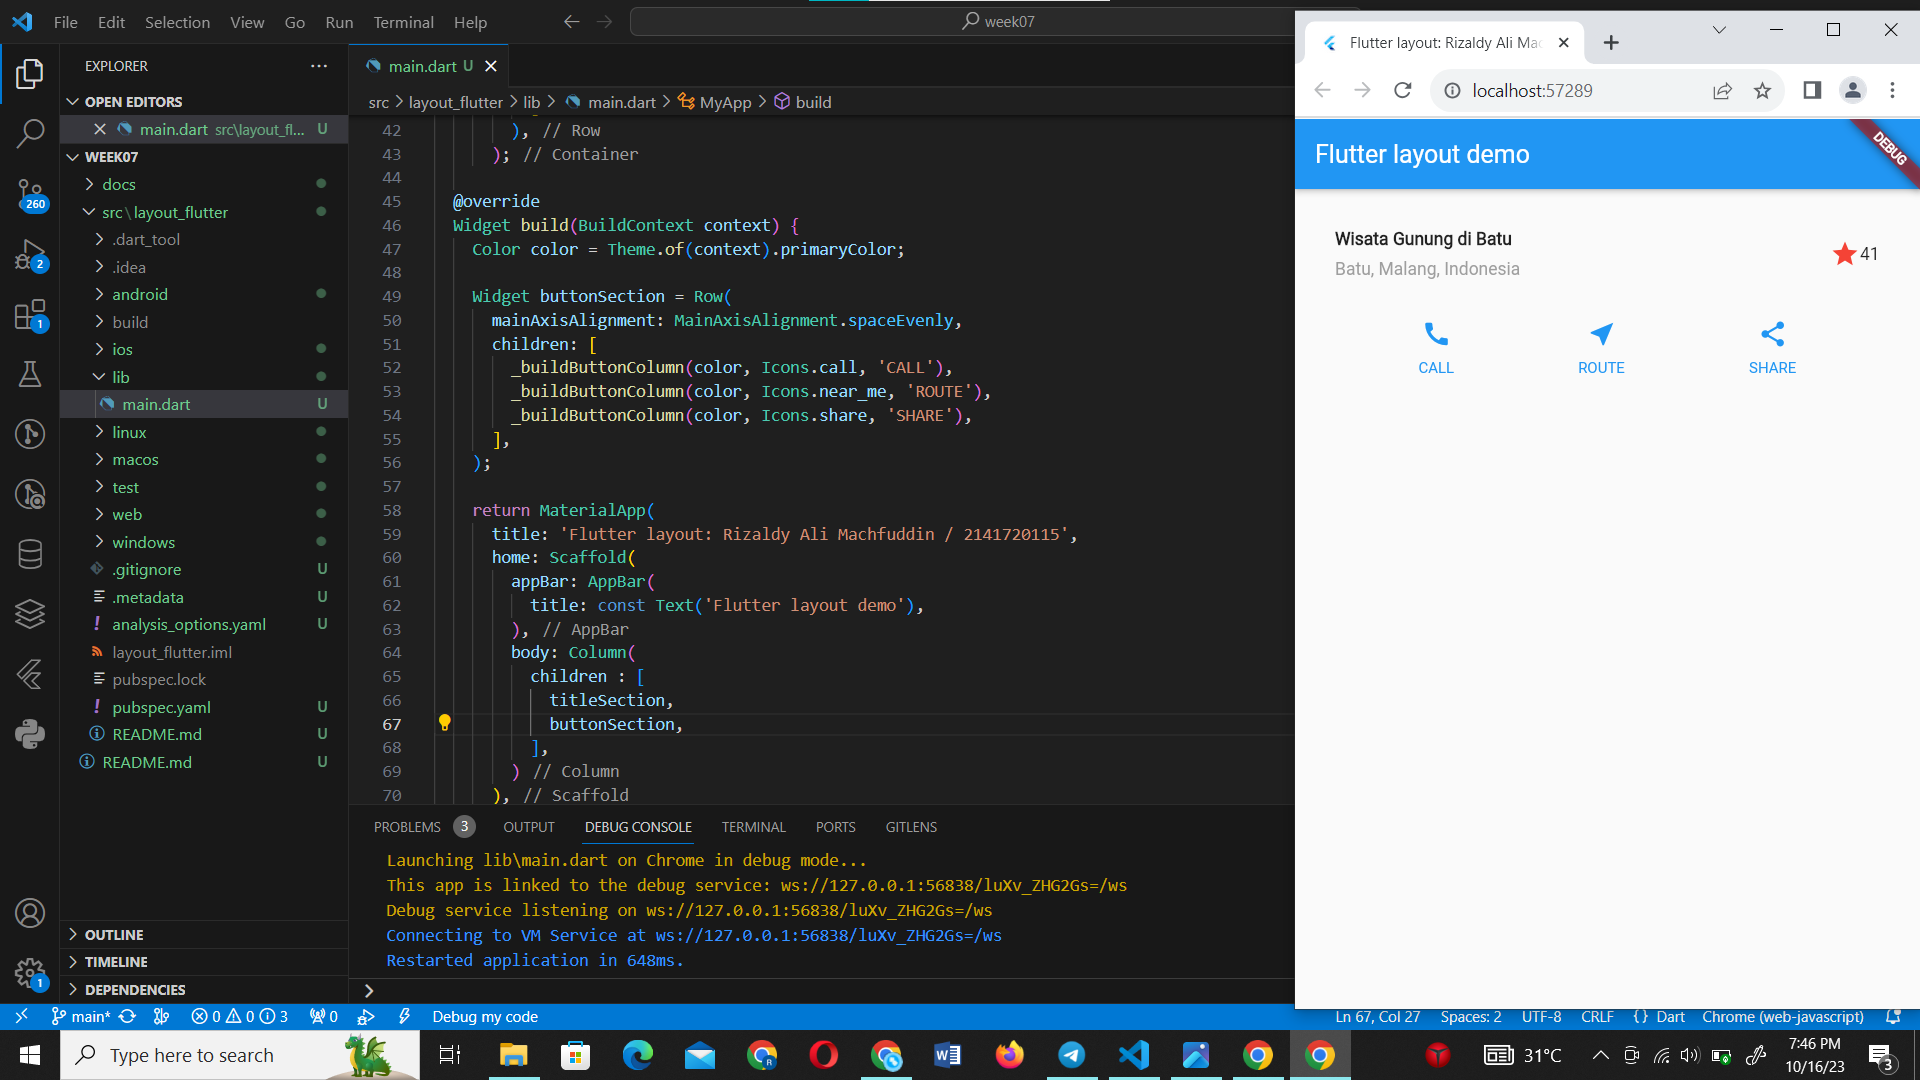 File Edit Selection View Go Run Terminal Help
week07
EXPLORER
OPEN EDITORS
main.dart src\layout_fl... U
WEEK07
docs
src\layout_flutter
.dart_tool
.idea
android
build
ios
lib
main.dart U
linux
macos
test
web
windows
.gitignore U
.metadata U
analysis_options.yaml U
layout_flutter.iml
pubspec.lock
pubspec.yaml U
README.md U
README.md U
OUTLINE
TIMELINE
DEPENDENCIES
260
2
1
1
main.dart U
src > layout_flutter > lib > main.dart > MyApp > build
42 ), // Row
43 ); // Container
44
45 @override
46 Widget build(BuildContext context) {
47 Color color = Theme.of(context).primaryColor;
48
49 Widget buttonSection = Row(
50 mainAxisAlignment: MainAxisAlignment.spaceEvenly,
51 children: [
52 _buildButtonColumn(color, Icons.call, 'CALL'),
53 _buildButtonColumn(color, Icons.near_me, 'ROUTE'),
54 _buildButtonColumn(color, Icons.share, 'SHARE'),
55 ],
56 );
57
58 return MaterialApp(
59 title: 'Flutter layout: Rizaldy Ali Machfuddin / 2141720115',
60 home: Scaffold(
61 appBar: AppBar(
62 title: const Text('Flutter layout demo'),
63 ), // AppBar
64 body: Column(
65 children : [
66 titleSection,
67 buttonSection,
68 ],
69 ) // Column
70 ), // Scaffold
PROBLEMS 3 OUTPUT DEBUG CONSOLE TERMINAL PORTS GITLENS
Launching lib\main.dart on Chrome in debug mode...
This app is linked to the debug service: ws://127.0.0.1:56838/luXv_ZHG2Gs=/ws
Debug service listening on ws://127.0.0.1:56838/luXv_ZHG2Gs=/ws
Connecting to VM Service at ws://127.0.0.1:56838/luXv_ZHG2Gs=/ws
Restarted application in 648ms.
Flutter layout: Rizaldy Ali Mac
localhost:57289
Flutter layout demo
DEBUG
Wisata Gunung di Batu
Batu, Malang, Indonesia
41
CALL ROUTE SHARE
main* 0 0 3 0 Debug my code
Ln 67, Col 27 Spaces: 2 UTF-8 CRLF {} Dart Chrome (web-javascript)
Type here to search
31°C
7:46 PM
10/16/23
3